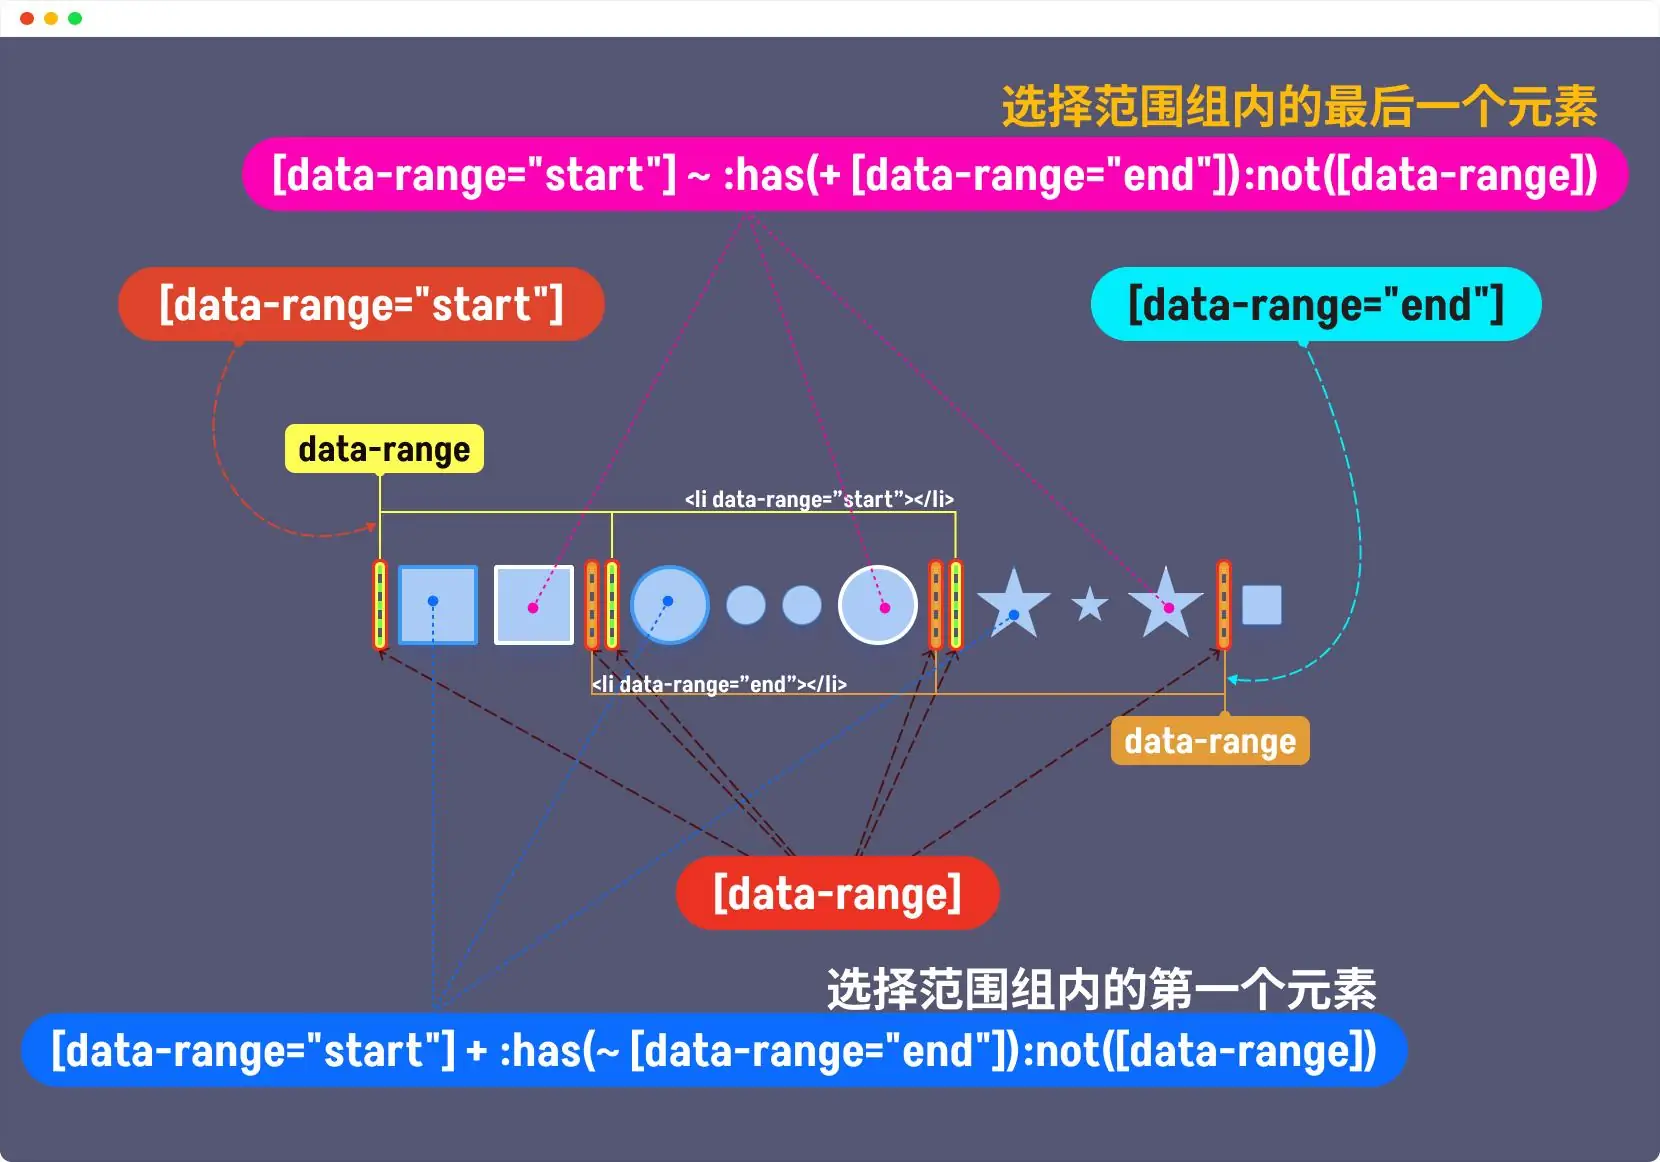 选择范围组内的最后一个元素
[data-range="start"] ~ :has(+ [data-range="end"]):not([data-range])
[data-range="start"]
[data-range="end"]
data-range
<li data-range=”start”></li>
<li data-range=”end”></li>
data-range
[data-range]
选择范围组内的第一个元素
[data-range="start"] + :has(~ [data-range="end"]):not([data-range])